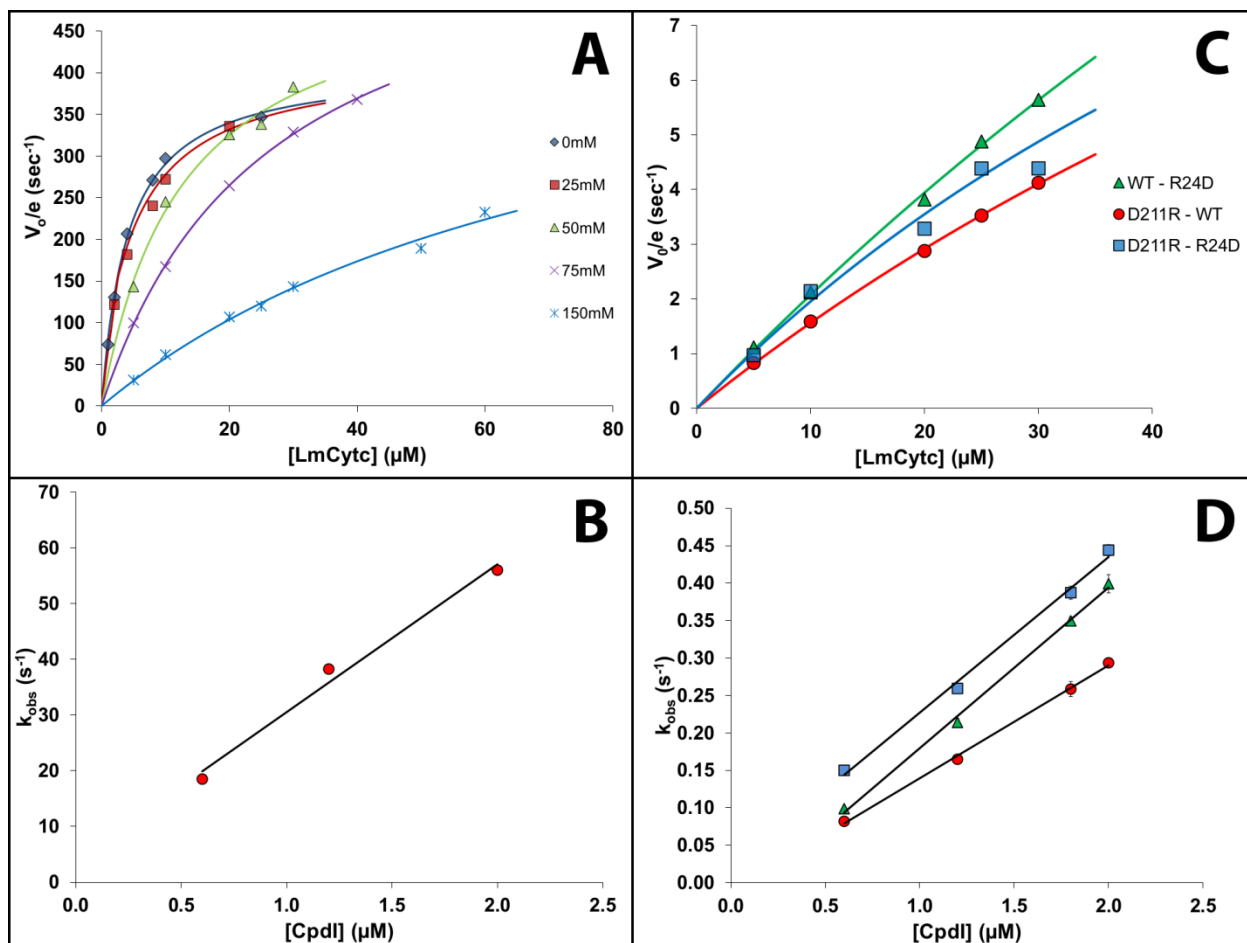 A
V₀/e (sec⁻¹)
450
400
350
300
250
200
150
100
50
0
0 20 40 60 80
[LmCytc] (µM)
0mM
25mM
50mM
75mM
150mM
C
V₀/e (sec⁻¹)
7
6
5
4
3
2
1
0
0 10 20 30 40
[LmCytc] (µM)
WT - R24D
D211R - WT
D211R - R24D
B
k_obs (s⁻¹)
70
60
50
40
30
20
10
0
0.0 0.5 1.0 1.5 2.0 2.5
[CpdI] (µM)
D
k_obs (s⁻¹)
0.50
0.45
0.40
0.35
0.30
0.25
0.20
0.15
0.10
0.05
0.00
0.0 0.5 1.0 1.5 2.0 2.5
[CpdI] (µM)